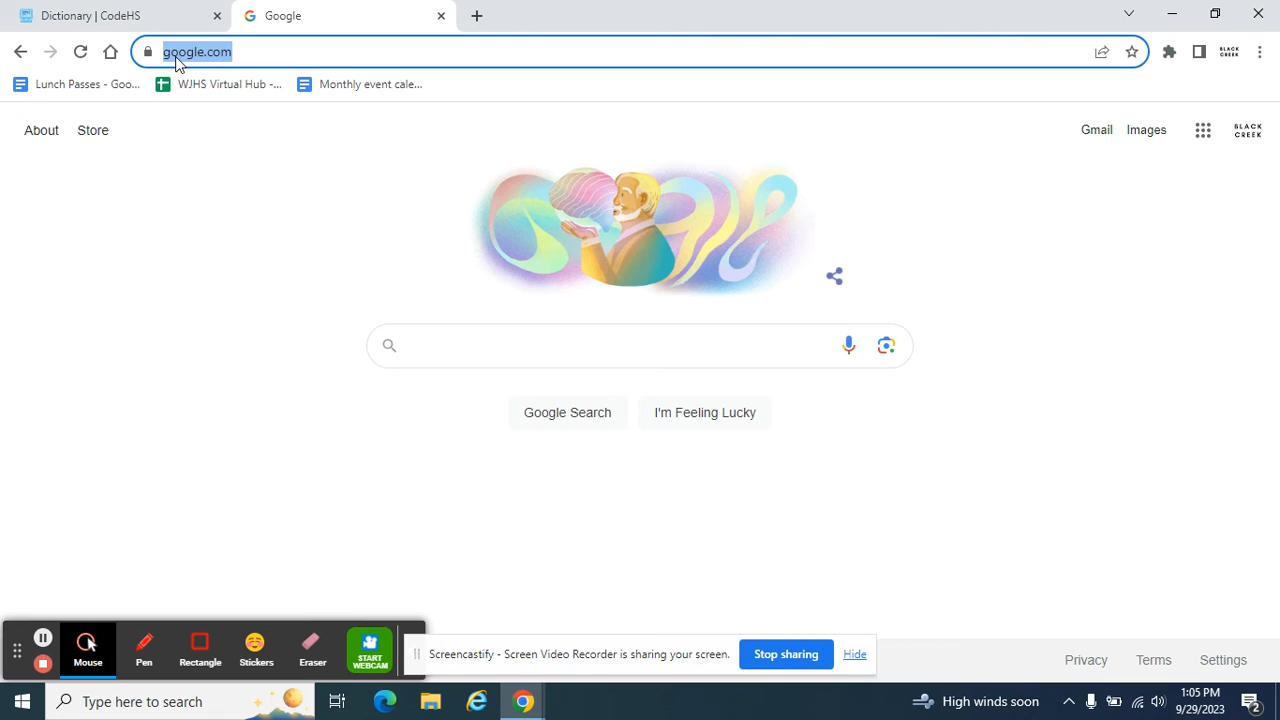 Dictionary | CodeHS
Google
google.com
BLACK
CREEK
Lunch Passes - Goo...
WJHS Virtual Hub -...
Monthly event cale...
About
Store
Gmail
Images
BLACK
CREEK
Google Search
I'm Feeling Lucky
Mouse
Pen
Rectangle
Stickers
Eraser
START
WEBCAM
Screencastify - Screen Video Recorder is sharing your screen.
Stop sharing
Hide
Privacy
Terms
Settings
Type here to search
High winds soon
1:05 PM
9/29/2023
2